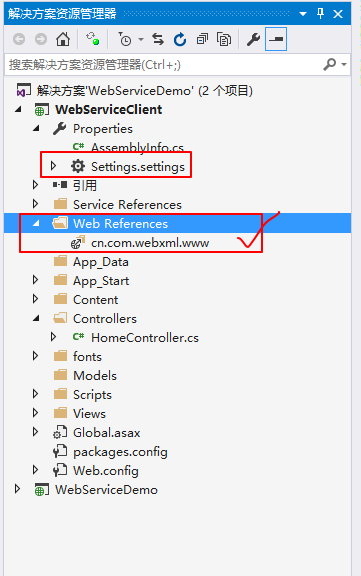 解决方案资源管理器
搜索解决方案资源管理器(Ctrl+;)
解决方案'WebServiceDemo' (2 个项目)
WebServiceClient
Properties
AssemblyInfo.cs
Settings.settings
引用
Service References
Web References
cn.com.webxml.www
App_Data
App_Start
Content
Controllers
HomeController.cs
fonts
Models
Scripts
Views
Global.asax
packages.config
Web.config
WebServiceDemo